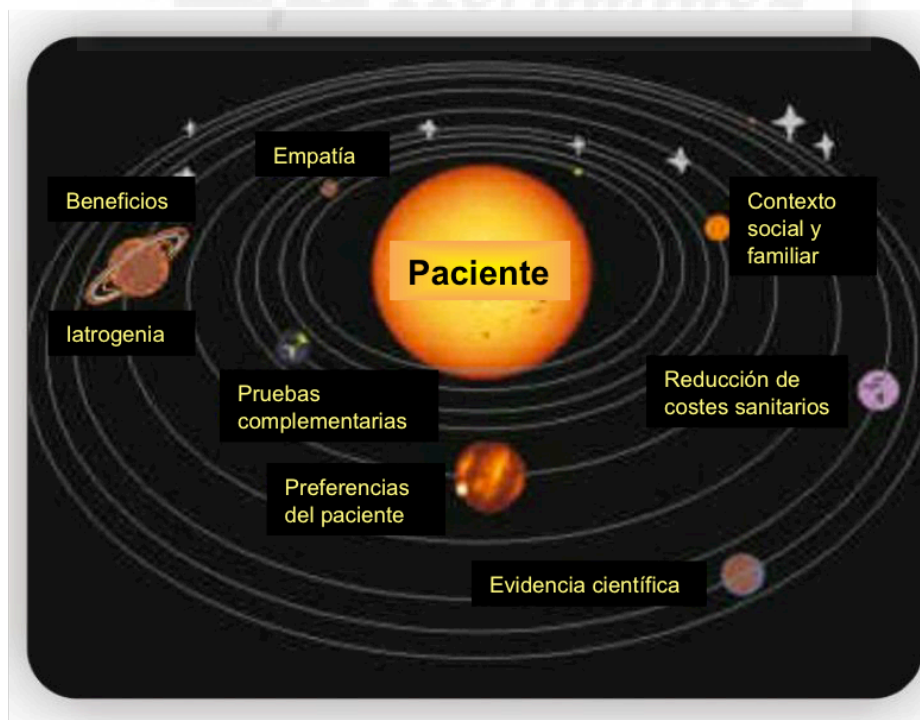 Empatía
Beneficios
Contexto
social y
familiar
Paciente
Iatrogenia
Reducción de
costes sanitarios
Pruebas
complementarias
Preferencias
del paciente
Evidencia científica